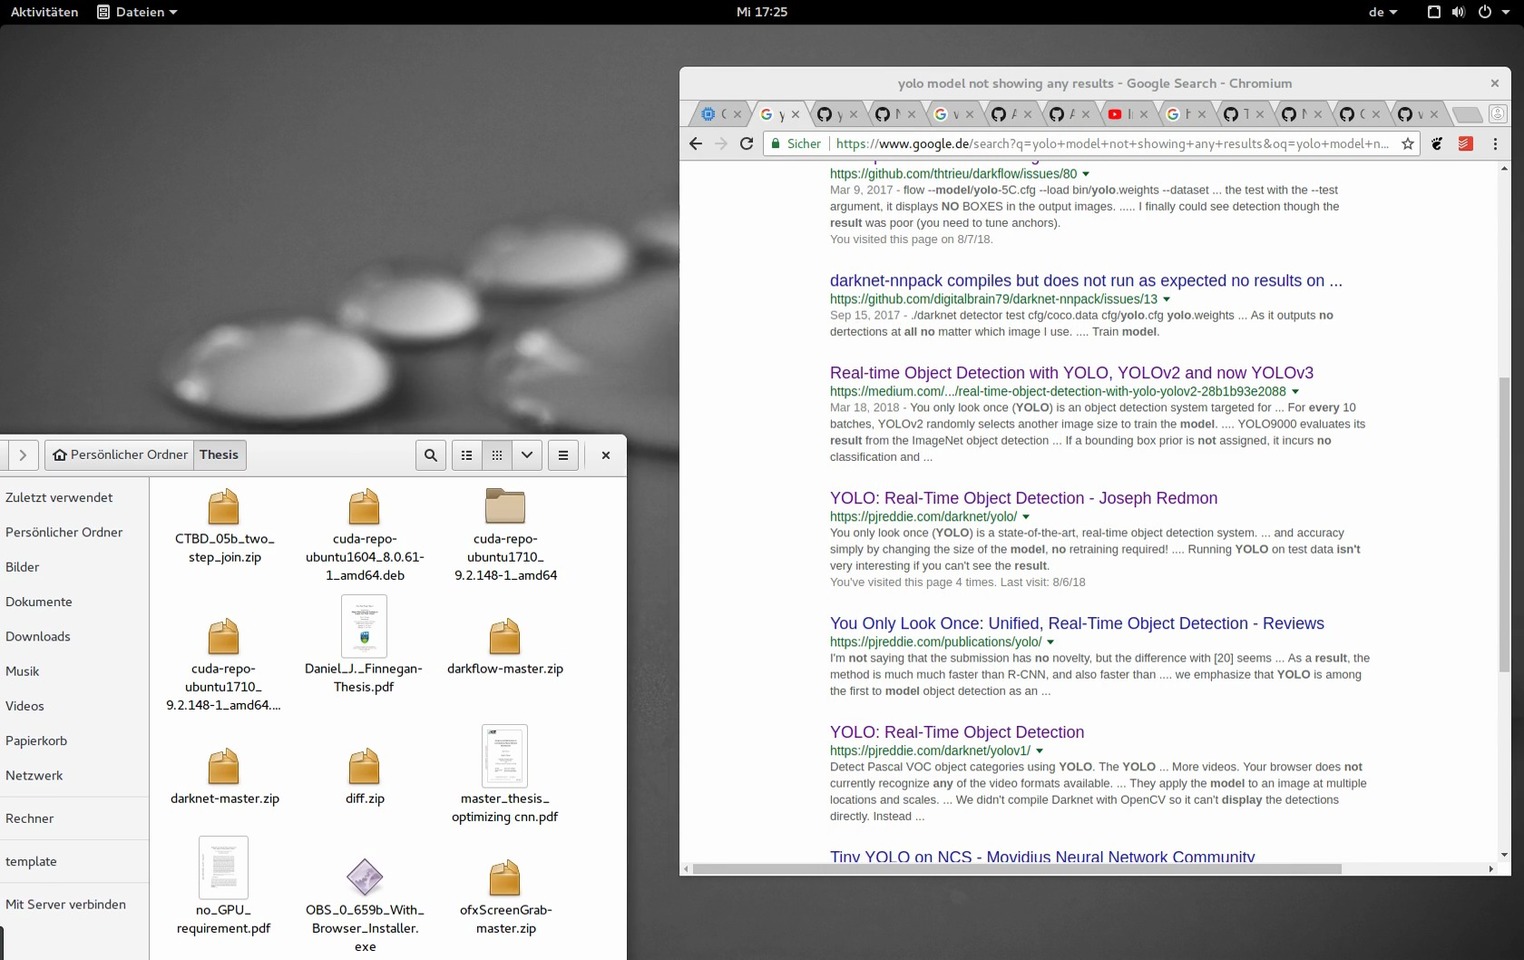 Aktivitäten
Dateien
Mi 17:25
de
yolo model not showing any results - Google Search - Chromium
Sicher
https://www.google.de/search?q=yolo+model+not+showing+any+results&oq=yolo+model+n...
https://github.com/thtrieu/darkflow/issues/80
Mar 9, 2017 - flow --model/yolo-5C.cfg --load bin/yolo.weights --dataset ... the test with the --test
argument, it displays NO BOXES in the output images. ..... I finally could see detection though the
result was poor (you need to tune anchors).
You visited this page on 8/7/18.
darknet-nnpack compiles but does not run as expected no results on ...
https://github.com/digitalbrain79/darknet-nnpack/issues/13
Sep 15, 2017 - ./darknet detector test cfg/coco.data cfg/yolo.cfg yolo.weights ... As it outputs no
dertections at all no matter which image I use. .... Train model.
Real-time Object Detection with YOLO, YOLOv2 and now YOLOv3
https://medium.com/.../real-time-object-detection-with-yolo-yolov2-28b1b93e2088
Mar 18, 2018 - You only look once (YOLO) is an object detection system targeted for ... For every 10
batches, YOLOv2 randomly selects another image size to train the model. .... YOLO9000 evaluates its
result from the ImageNet object detection ... If a bounding box prior is not assigned, it incurs no
classification and ...
YOLO: Real-Time Object Detection - Joseph Redmon
https://pjreddie.com/darknet/yolo/
You only look once (YOLO) is a state-of-the-art, real-time object detection system. ... and accuracy
simply by changing the size of the model, no retraining required! .... Running YOLO on test data isn't
very interesting if you can't see the result.
You've visited this page 4 times. Last visit: 8/6/18
You Only Look Once: Unified, Real-Time Object Detection - Reviews
https://pjreddie.com/publications/yolo/
I'm not saying that the submission has no novelty, but the difference with [20] seems ... As a result, the
method is much much faster than R-CNN, and also faster than .... we emphasize that YOLO is among
the first to model object detection as an ...
YOLO: Real-Time Object Detection
https://pjreddie.com/darknet/yolov1/
Detect Pascal VOC object categories using YOLO. The YOLO ... More videos. Your browser does not
currently recognize any of the video formats available. ... They apply the model to an image at multiple
locations and scales. ... We didn't compile Darknet with OpenCV so it can't display the detections
directly. Instead ...
Tiny YOLO on NCS - Movidius Neural Network Community
Persönlicher Ordner
Thesis
Zuletzt verwendet
Persönlicher Ordner
Bilder
Dokumente
Downloads
Musik
Videos
Papierkorb
Netzwerk
Rechner
template
Mit Server verbinden
CTBD_05b_two_
step_join.zip
cuda-repo-
ubuntu1604_8.0.61-
1_amd64.deb
cuda-repo-
ubuntu1710_
9.2.148-1_amd64
cuda-repo-
ubuntu1710_
9.2.148-1_amd64....
Daniel_J._Finnegan-
Thesis.pdf
darkflow-master.zip
darknet-master.zip
diff.zip
master_thesis_
optimizing cnn.pdf
no_GPU_
requirement.pdf
OBS_0_659b_With_
Browser_Installer.
exe
ofxScreenGrab-
master.zip